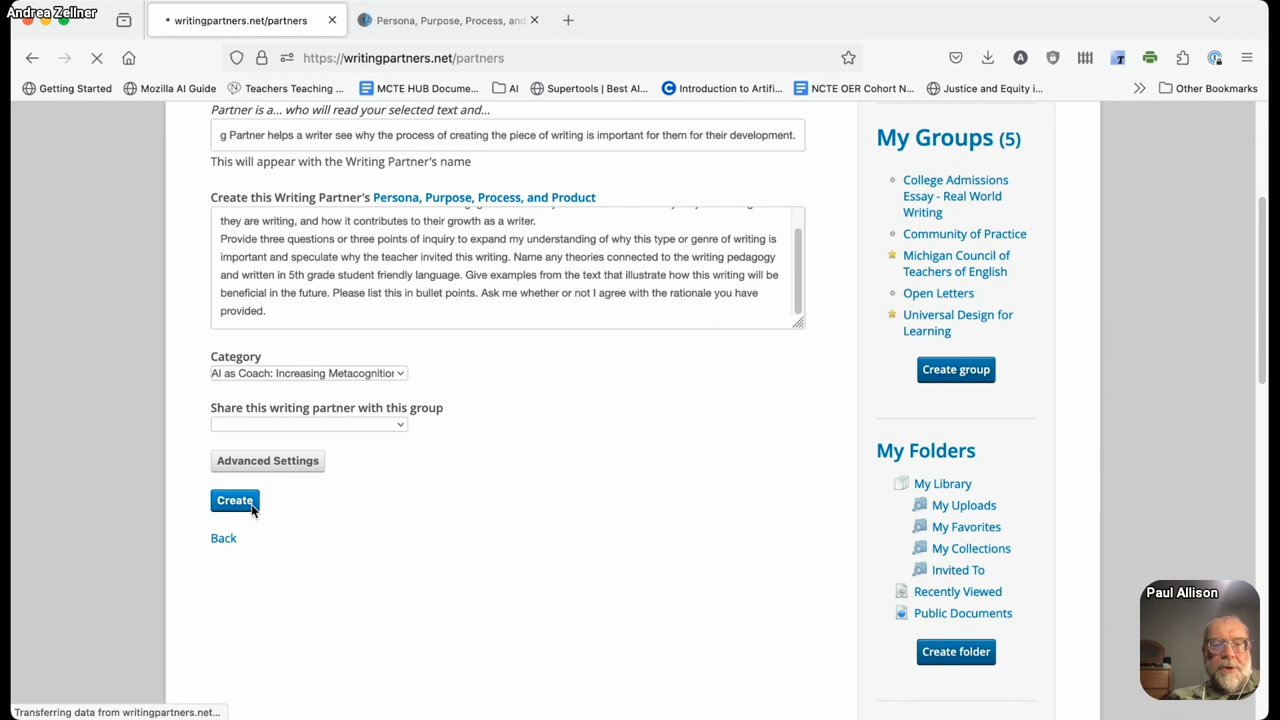 Andrea Zellner
writingpartners.net/partners
Persona, Purpose, Process, and
https://writingpartners.net/partners
Getting Started
Mozilla AI Guide
Teachers Teaching ...
MCTE HUB Docume...
AI
Supertools | Best AI...
Introduction to Artifi...
NCTE OER Cohort N...
Justice and Equity i...
Other Bookmarks
Partner is a... who will read your selected text and...
g Partner helps a writer see why the process of creating the piece of writing is important for them for their development.
This will appear with the Writing Partner's name
Create this Writing Partner's Persona, Purpose, Process, and Product
they are writing, and how it contributes to their growth as a writer.
Provide three questions or three points of inquiry to expand my understanding of why this type or genre of writing is
important and speculate why the teacher invited this writing. Name any theories connected to the writing pedagogy
and written in 5th grade student friendly language. Give examples from the text that illustrate how this writing will be
beneficial in the future. Please list this in bullet points. Ask me whether or not I agree with the rationale you have
provided.
Category
AI as Coach: Increasing Metacognition
Share this writing partner with this group
Advanced Settings
Create
Back
My Groups (5)
College Admissions
Essay - Real World
Writing
Community of Practice
Michigan Council of
Teachers of English
Open Letters
Universal Design for
Learning
Create group
My Folders
My Library
My Uploads
My Favorites
My Collections
Invited To
Recently Viewed
Public Documents
Create folder
Paul Allison
Transferring data from writingpartners.net...